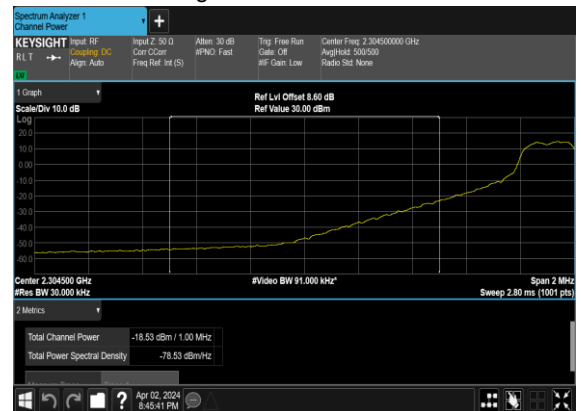 Spectrum Analyzer 1
Channel Power
+
KEYSIGHT
RLT
LV
Input: RF
Coupling: DC
Align: Auto
Input Z: 50 Ω
Corr CCorr
Freq Ref: Int (S)
Atten: 30 dB
#PNO: Fast
Trig: Free Run
Gate: Off
#IF Gain: Low
Center Freq: 2.304500000 GHz
Avg|Hold: 500/500
Radio Std: None
1 Graph
Scale/Div 10.0 dB
Ref Lvl Offset 8.60 dB
Ref Value 30.00 dBm
Log
20.0
10.0
0.00
-10.0
-20.0
-30.0
-40.0
-50.0
-60.0
Center 2.304500 GHz
#Res BW 30.000 kHz
#Video BW 91.000 kHz*
Span 2 MHz
Sweep 2.80 ms (1001 pts)
2 Metrics
Total Channel Power -18.53 dBm / 1.00 MHz
Total Power Spectral Density -78.53 dBm/Hz
?
Apr 02, 2024
8:45:41 PM